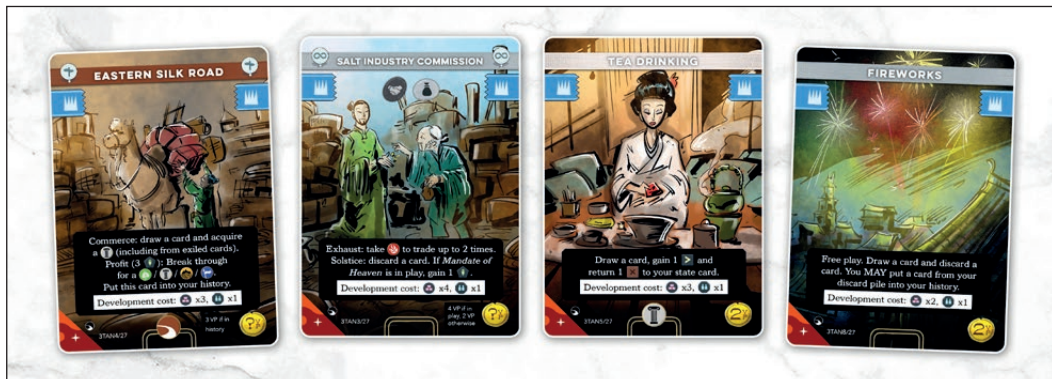 EASTERN SILK ROAD
Commerce: draw a card and acquire
a (including from exiled cards).
Profit (3 ): Break through
for a / / / .
Put this card into your history.
Development cost: x3, x1
3TAN4/27
3 VP if in
history
?
SALT INDUSTRY COMMISSION
Exhaust: take to trade up to 2 times.
Solstice: discard a card. If Mandate of
Heaven is in play, gain 1 .
Development cost: x4, x1
3TAN3/27
4 VP if in
play, 2 VP
otherwise
?
TEA DRINKING
Draw a card, gain 1 and
return 1 to your state card.
Development cost: x3, x1
3TAN5/27
2
FIREWORKS
Free play. Draw a card and discard a
card. You MAY put a card from your
discard pile into your history.
Development cost: x2, x1
3TAN8/27
2